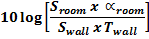 10 log [S_room x ∝_room / S_wall x T_wall]